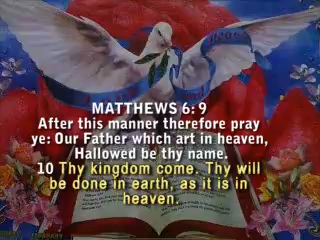 MATTHEWS 6: 9
After this manner therefore pray
ye: Our Father which art in heaven,
Hallowed be thy name.
10 Thy kingdom come. Thy will
be done in earth, as it is in
heaven.